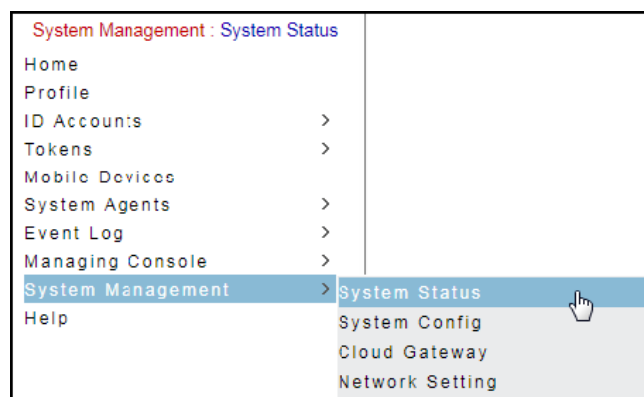 System Management : System Status
Home
Profile
ID Accounts >
Tokens >
Mobile Devices
System Agents >
Event Log >
Managing Console >
System Management >
System Status
Help
System Config
Cloud Gateway
Network Setting